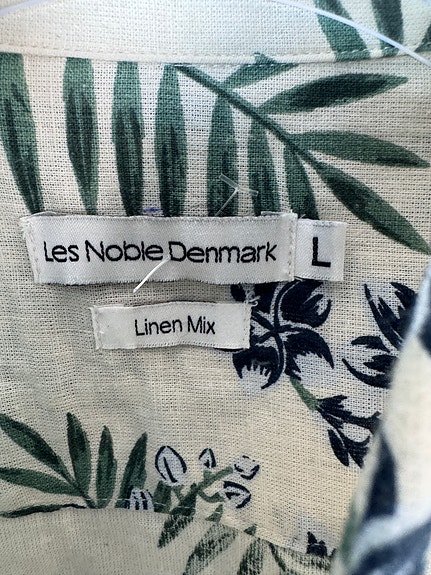 Les Noble Denmark L
Linen Mix